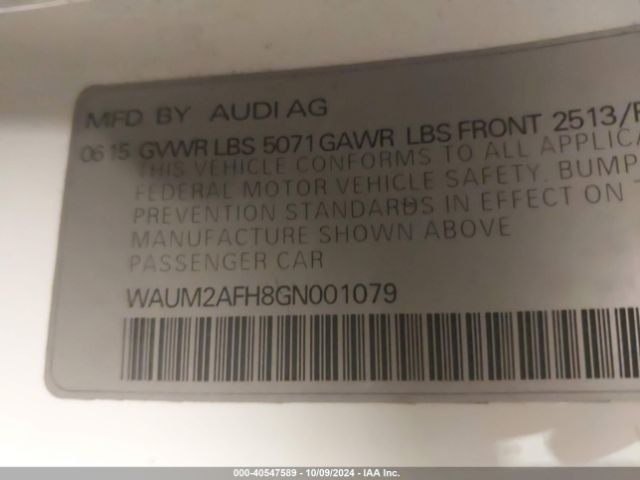 MFD BY AUDI AG
06 15 GVWR LBS 5071 GAWR LBS FRONT 2513/
THIS VEHICLE CONFORMS TO ALL
FEDERAL MOTOR VEHICLE SAFETY,
PREVENTION STANDARDS IN EFFECT ON
MANUFACTURE SHOWN ABOVE
PASSENGER CAR
WAUM2AFH8GN001079
000-40547589 - 10/09/2024 - IAA Inc.